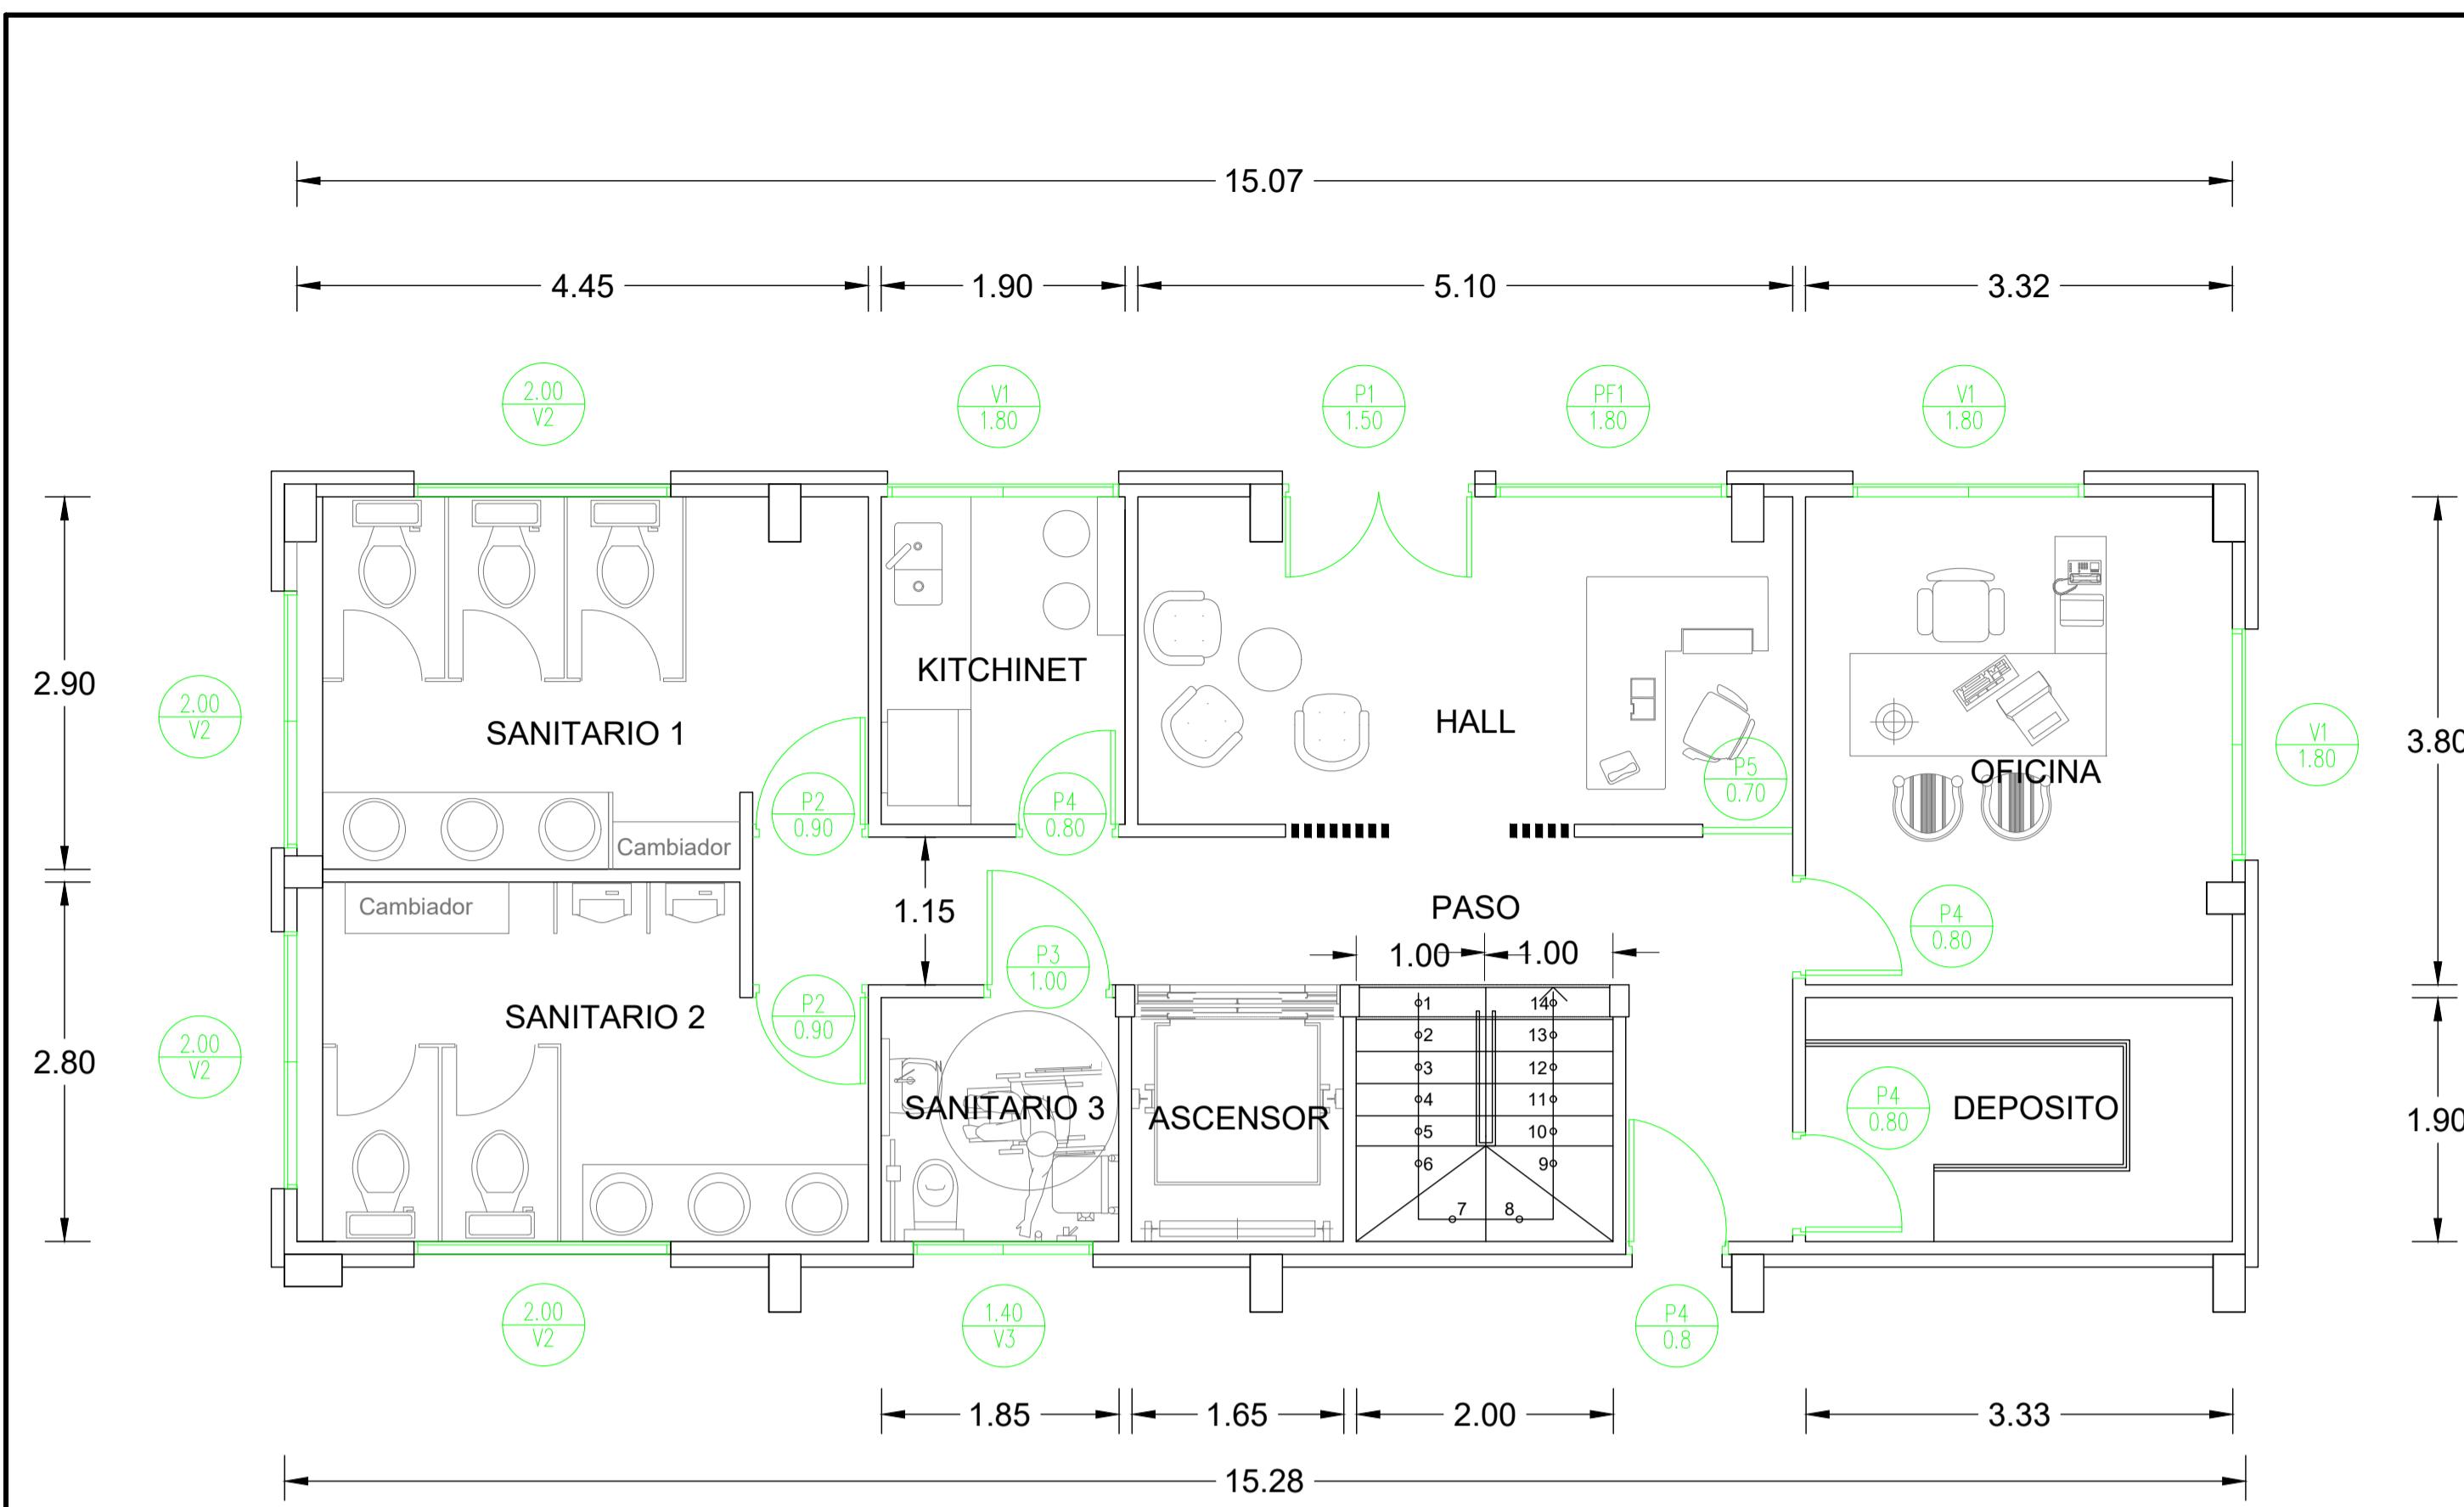 15.07
4.45
1.90
5.10
3.32
2.00
V2
V1
1.80
P1
1.50
PF1
1.80
V1
1.80
2.90
2.00
V2
SANITARIO 1
KITCHINET
HALL
OFICINA
V1
1.80
3.80
P5
0.70
P2
0.90
P4
0.80
Cambiador
Cambiador
1.15
PASO
P4
0.80
1.00
1.00
P3
1.00
SANITARIO 2
P2
0.90
2.80
2.00
V2
SANITARIO 3
ASCENSOR
1
2
3
4
5
6
7
8
9
10
11
12
13
14
P4
0.80
DEPOSITO
1.90
2.00
V2
1.40
V3
P4
0.8
1.85
1.65
2.00
3.33
15.28